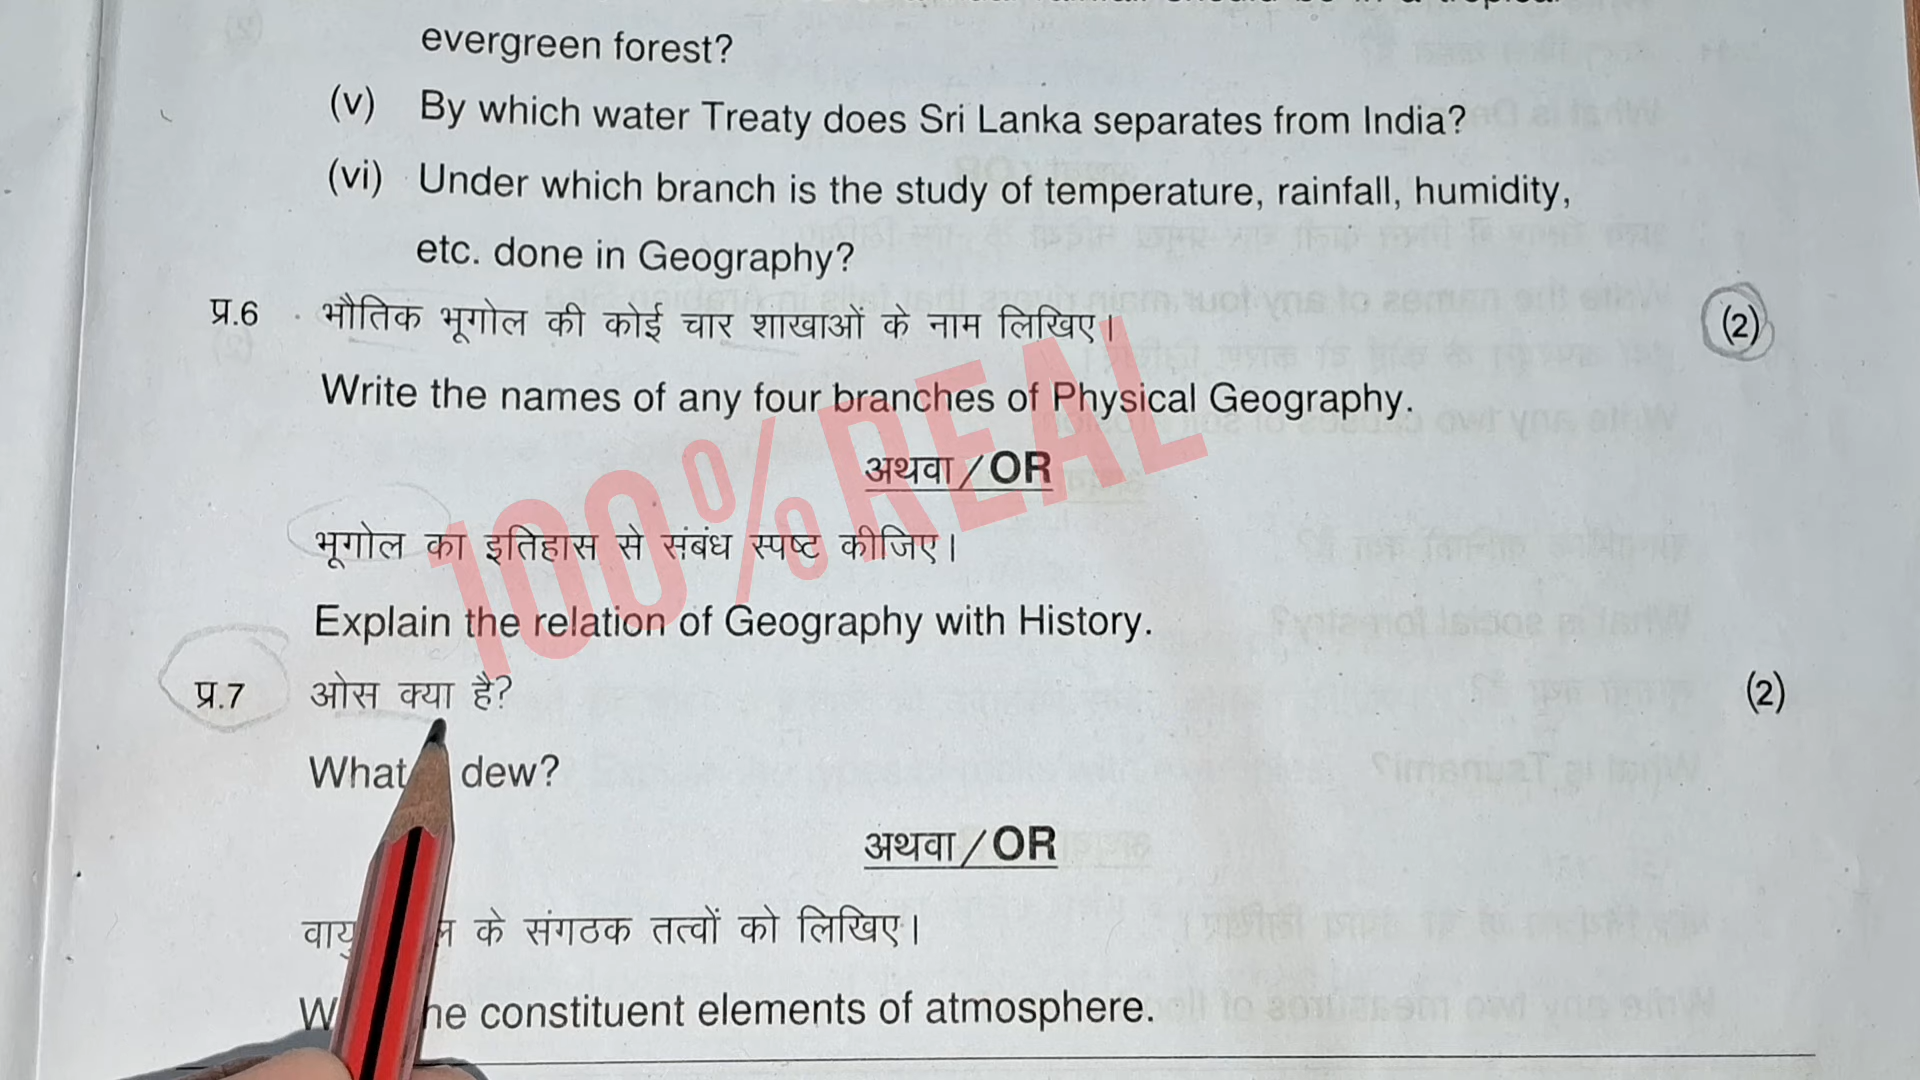 evergreen forest?
(v) By which water Treaty does Sri Lanka separates from India?
(vi) Under which branch is the study of temperature, rainfall, humidity,
etc. done in Geography?
प्र.6 भौतिक भूगोल की कोई चार शाखाओं के नाम लिखिए। (2)
Write the names of any four branches of Physical Geography.
अथवा / OR
भूगोल का इतिहास से संबंध स्पष्ट कीजिए।
Explain the relation of Geography with History.
100% REAL
प्र.7 ओस क्या है? (2)
What dew?
अथवा / OR
के संगठक तत्वों को लिखिए।
constituent elements of atmosphere.